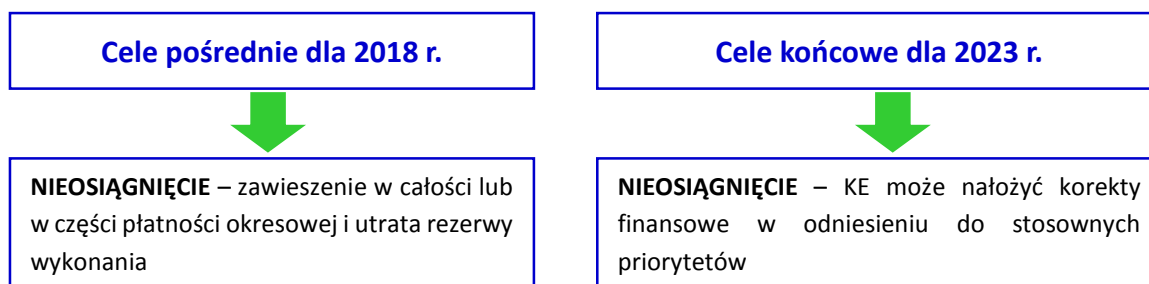 Cele pośrednie dla 2018 r.
NIEOSIĄGNIĘCIE – zawieszenie w całości lub
w części płatności okresowej i utrata rezerwy
wykonania
Cele końcowe dla 2023 r.
NIEOSIĄGNIĘCIE – KE może nałożyć korekty
finansowe w odniesieniu do stosownych
priorytetów